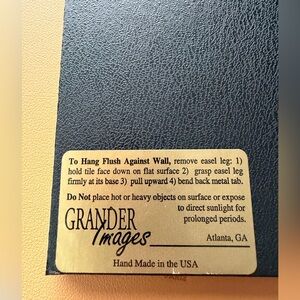 To Hang Flush Against Wall, remove easel leg: 1)
hold tile face down on flat surface 2) grasp easel leg
firmly at its base 3) pull upward 4) bend back metal tab.
Do Not place hot or heavy objects on surface or expose
to direct sunlight for
prolonged periods.
GRANDER
Images
Atlanta, GA
Hand Made in the USA